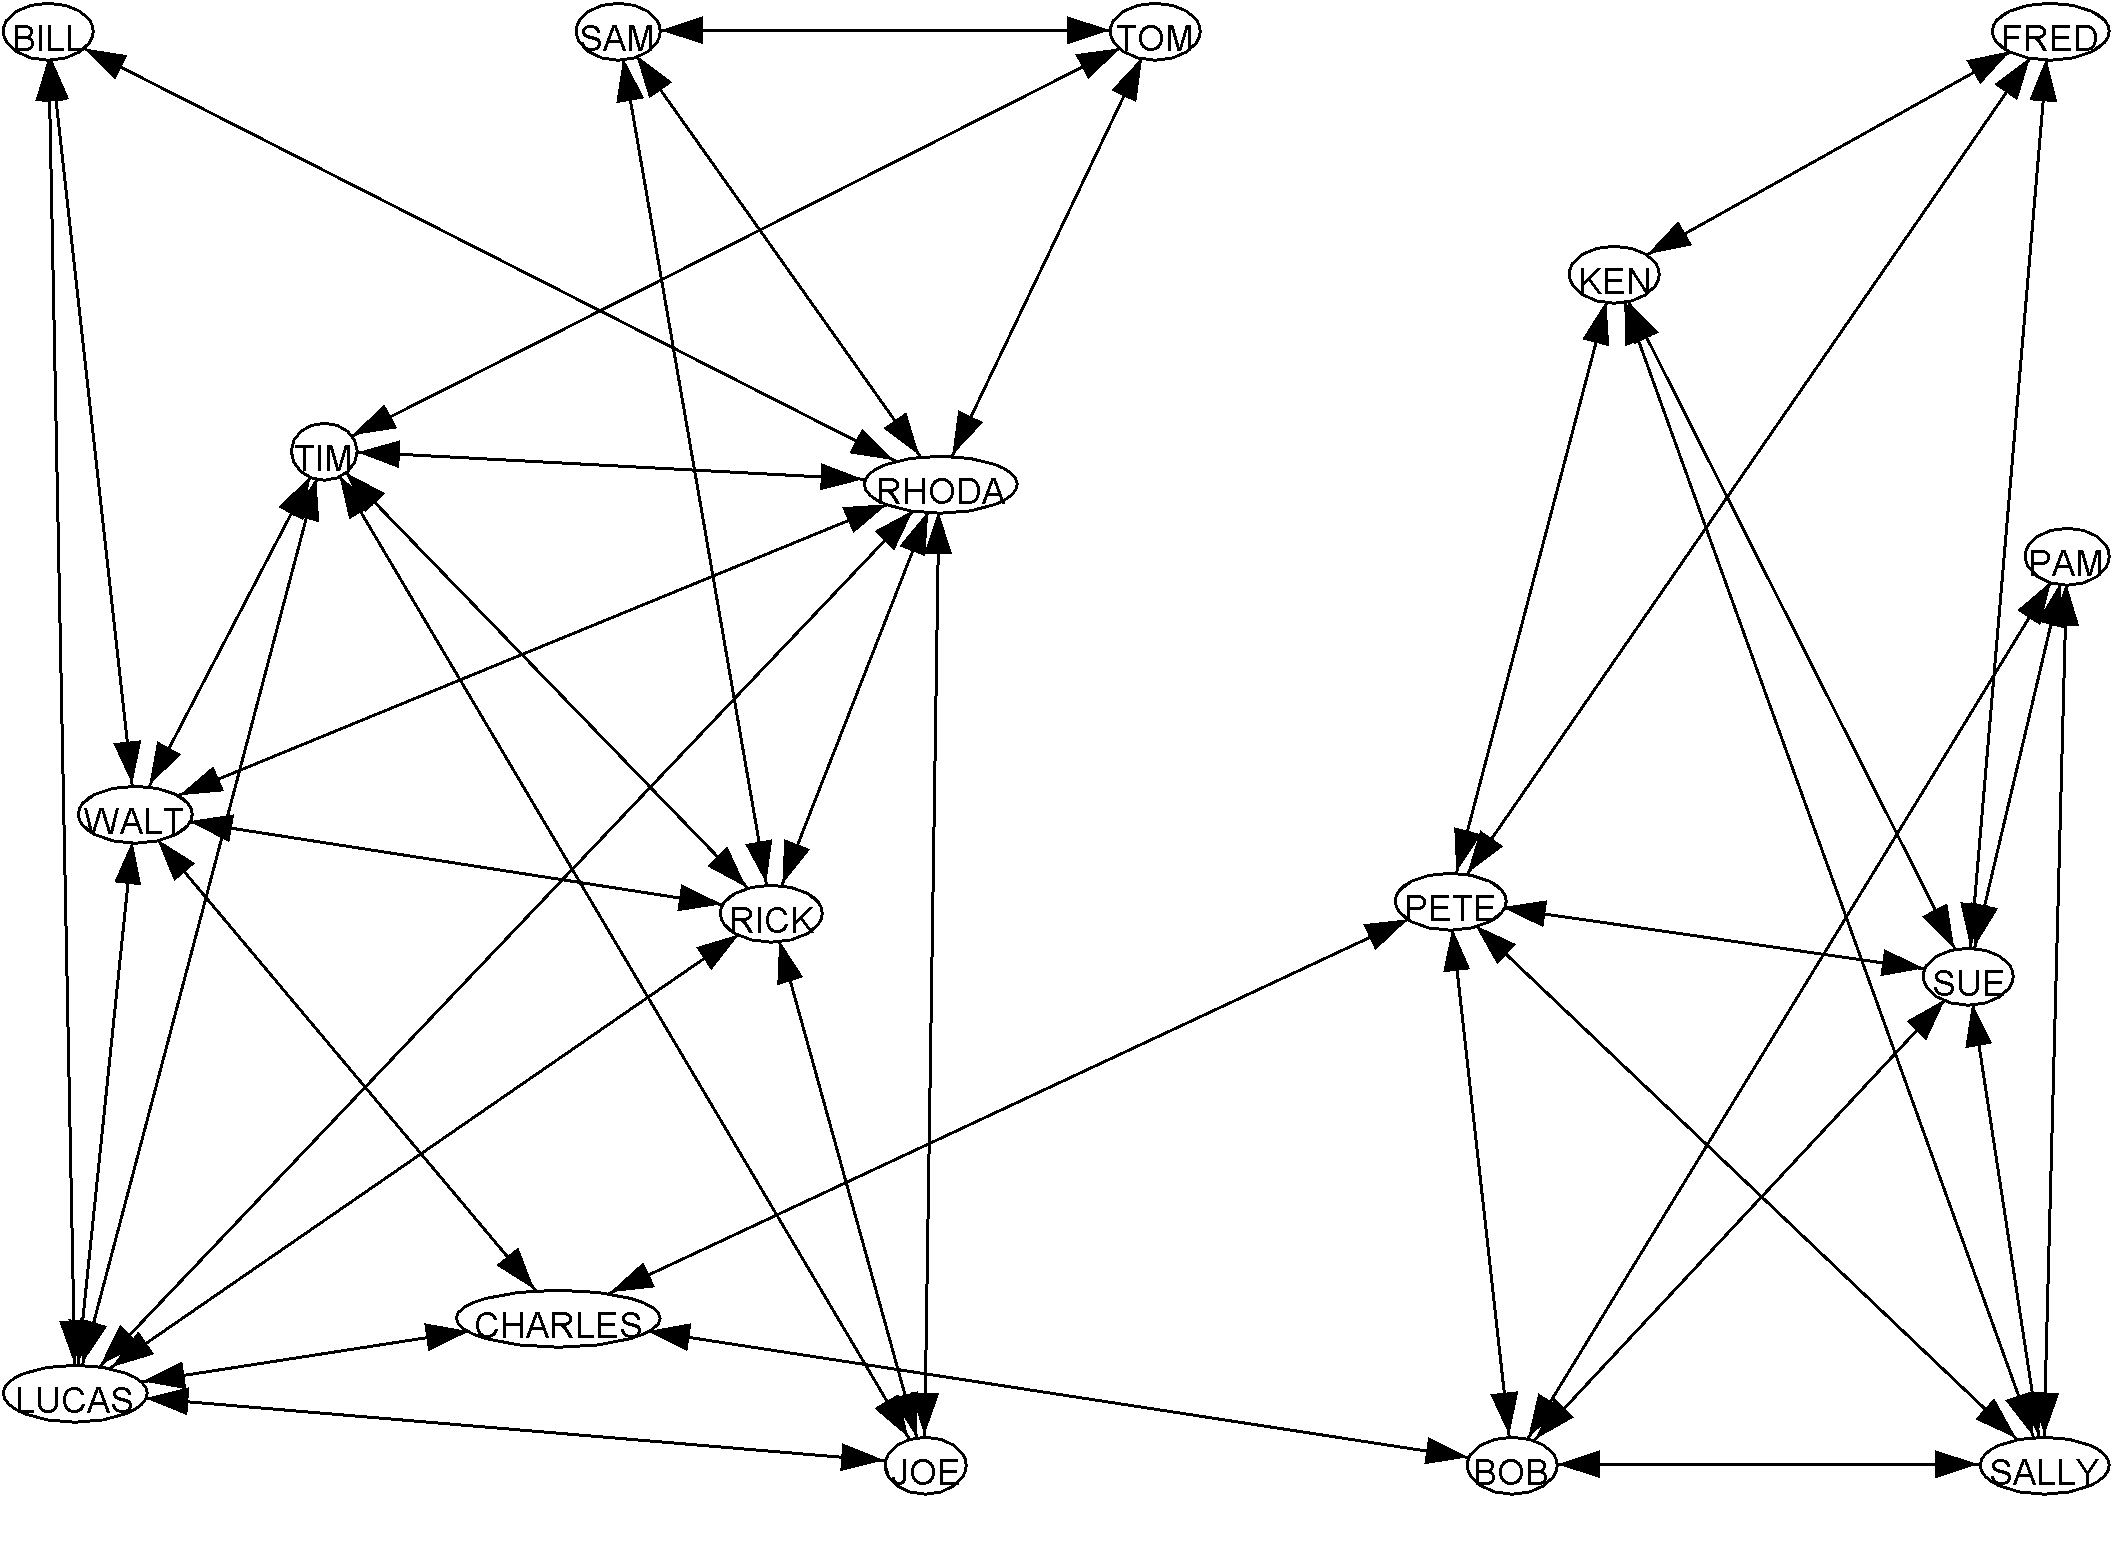 BILL
SAM
TOM
FRED
KEN
TIM
RHODA
PAM
WALT
RICK
PETE
SUE
CHARLES
LUCAS
JOE
BOB
SALLY